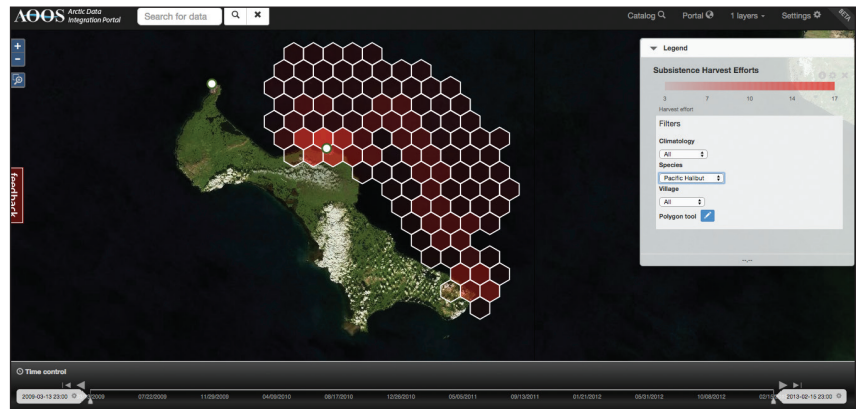 AOOS Arctic Data
Integration Portal
Search for data
Catalog
Portal
1 layers
Settings
BETA
Legend
Subsistence Harvest Efforts
3 7 10 14 17
Harvest effort
Filters
Climatology
All
Species
Pacific Halibut
Village
All
Polygon tool
--,--
feedback
Time control
2009-03-13 23:00
07/22/2009 11/29/2009 04/08/2010 08/17/2010 12/26/2010 05/05/2011 09/13/2011 01/21/2012 05/31/2012 10/08/2012
2013-02-15 23:00